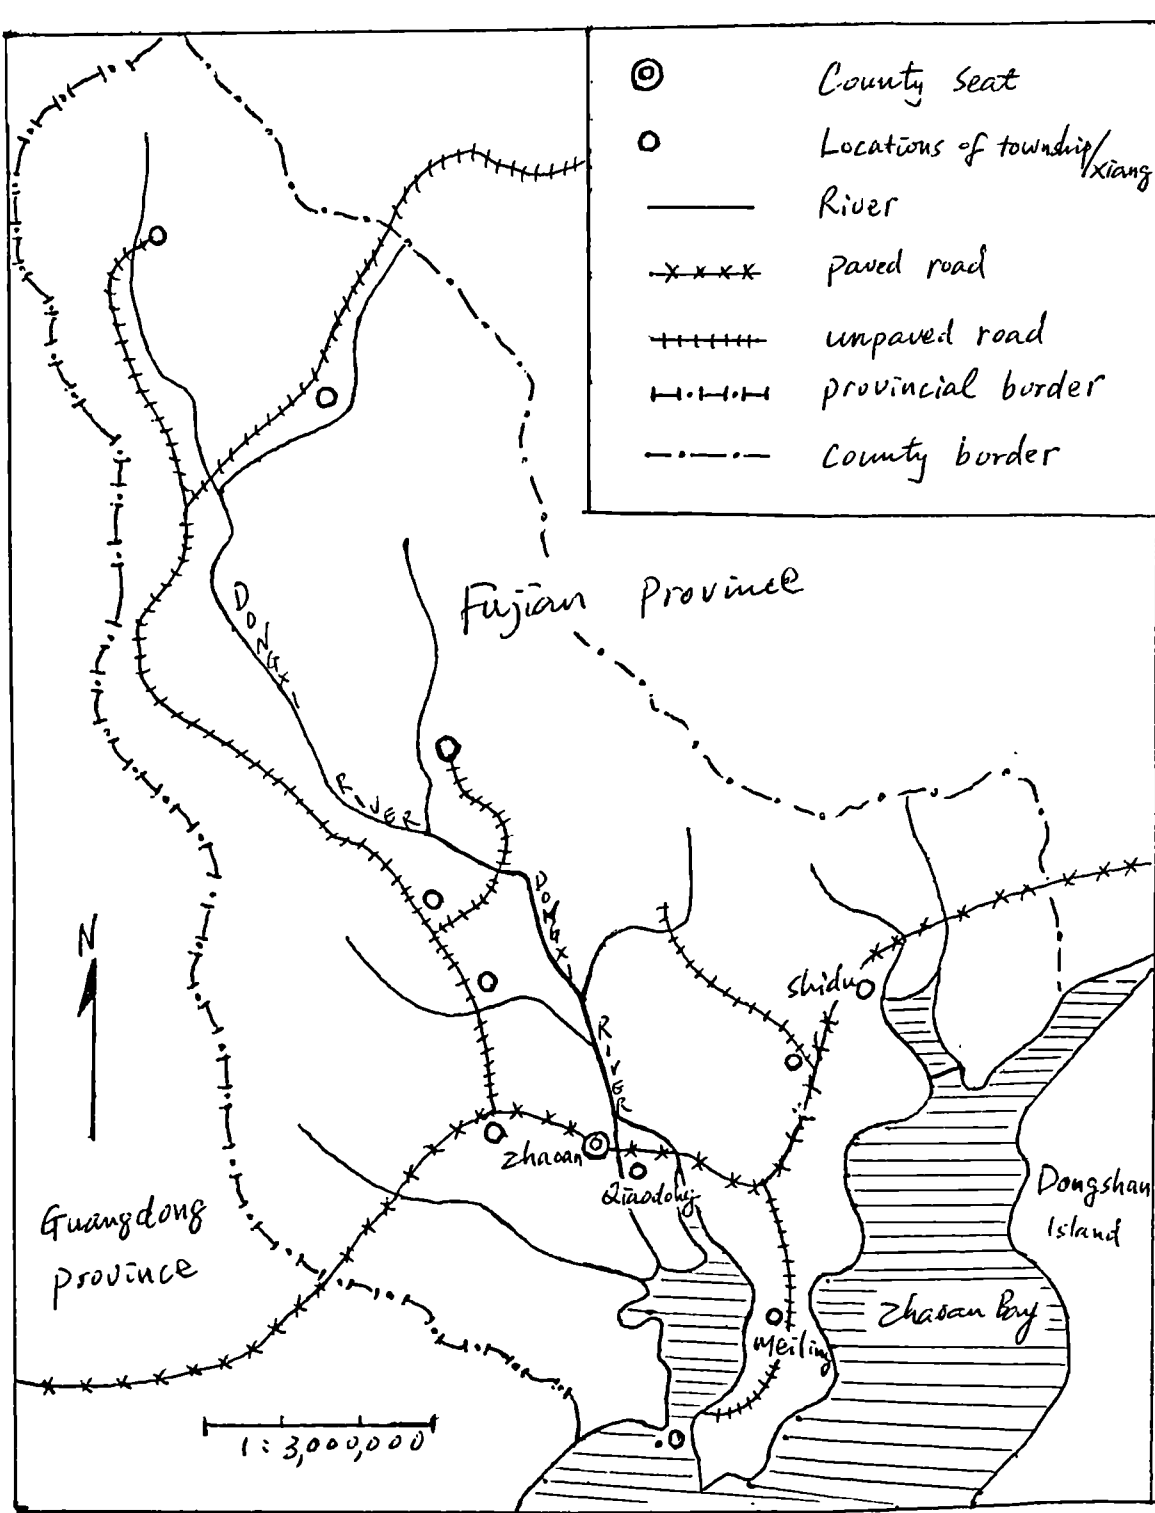 County seat
Locations of township/
xiang
River
paved road
unpaved road
provincial border
County border
Fujian Province
DONGXI
RIVER
DONGXI
RIVER
N
Shidu
Zhaoan
Qiaodong
Guangdong
Province
Dongshan
Island
Zhaoan Bay
Meiling
1:3,000,000